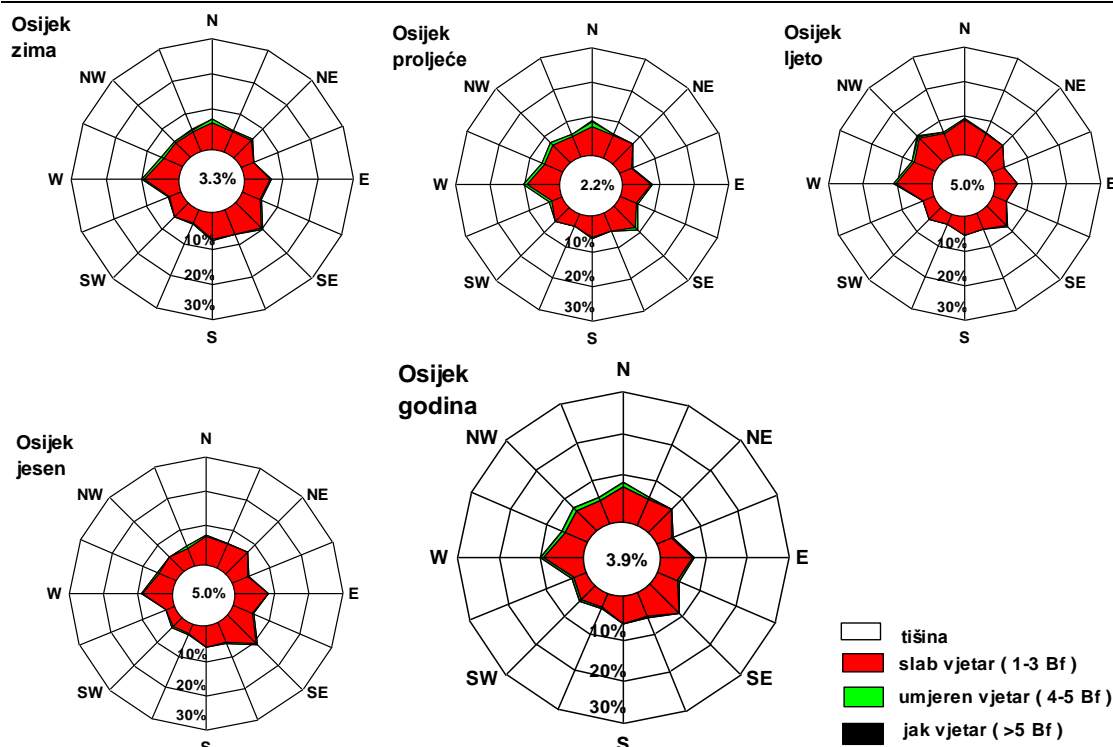 Osijek
zima
N
NE
E
SE
S
SW
W
NW
3.3%
10%
20%
30%
Osijek
proljeće
N
NE
E
SE
S
SW
W
NW
2.2%
10%
20%
30%
Osijek
ljeto
N
NE
E
SE
S
SW
W
NW
5.0%
10%
20%
30%
Osijek
jesen
N
NE
E
SE
S
SW
W
NW
5.0%
10%
20%
30%
Osijek
godina
N
NE
E
SE
S
SW
W
NW
3.9%
10%
20%
30%
tišina
slab vjetar ( 1-3 Bf )
umjeren vjetar ( 4-5 Bf )
jak vjetar ( >5 Bf )